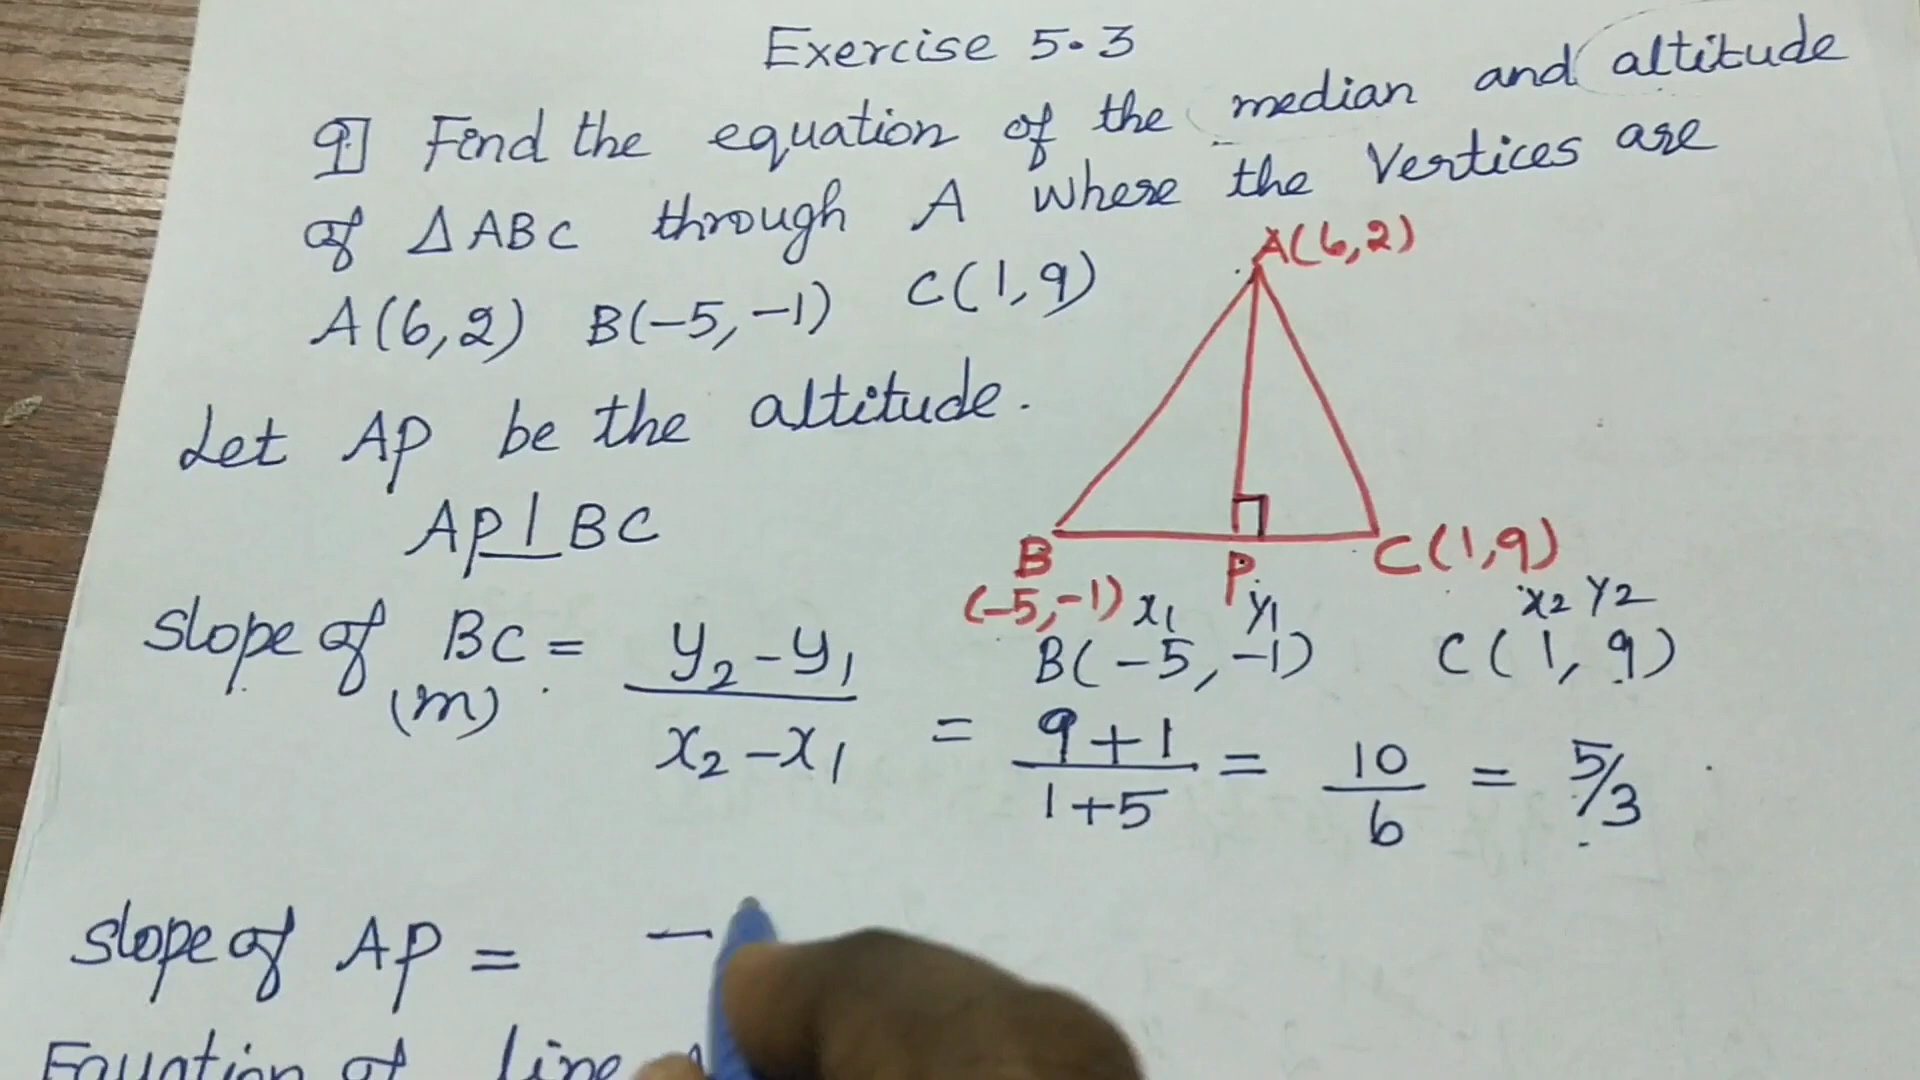 Exercise 5.3
9] Find the equation of the median and altitude
of ΔABC through A where the Vertices are
A(6,2) B(-5,-1) C(1,9)
A(6,2)
Let AP be the altitude.
AP⊥BC
B P C(1,9)
(-5,-1) x1 y1 x2 y2
B(-5,-1) C(1,9)
slope of BC = y2-y1 / x2-x1 = 9+1 / 1+5 = 10/6 = 5/3
(m)
slope of AP = -
Equation of line